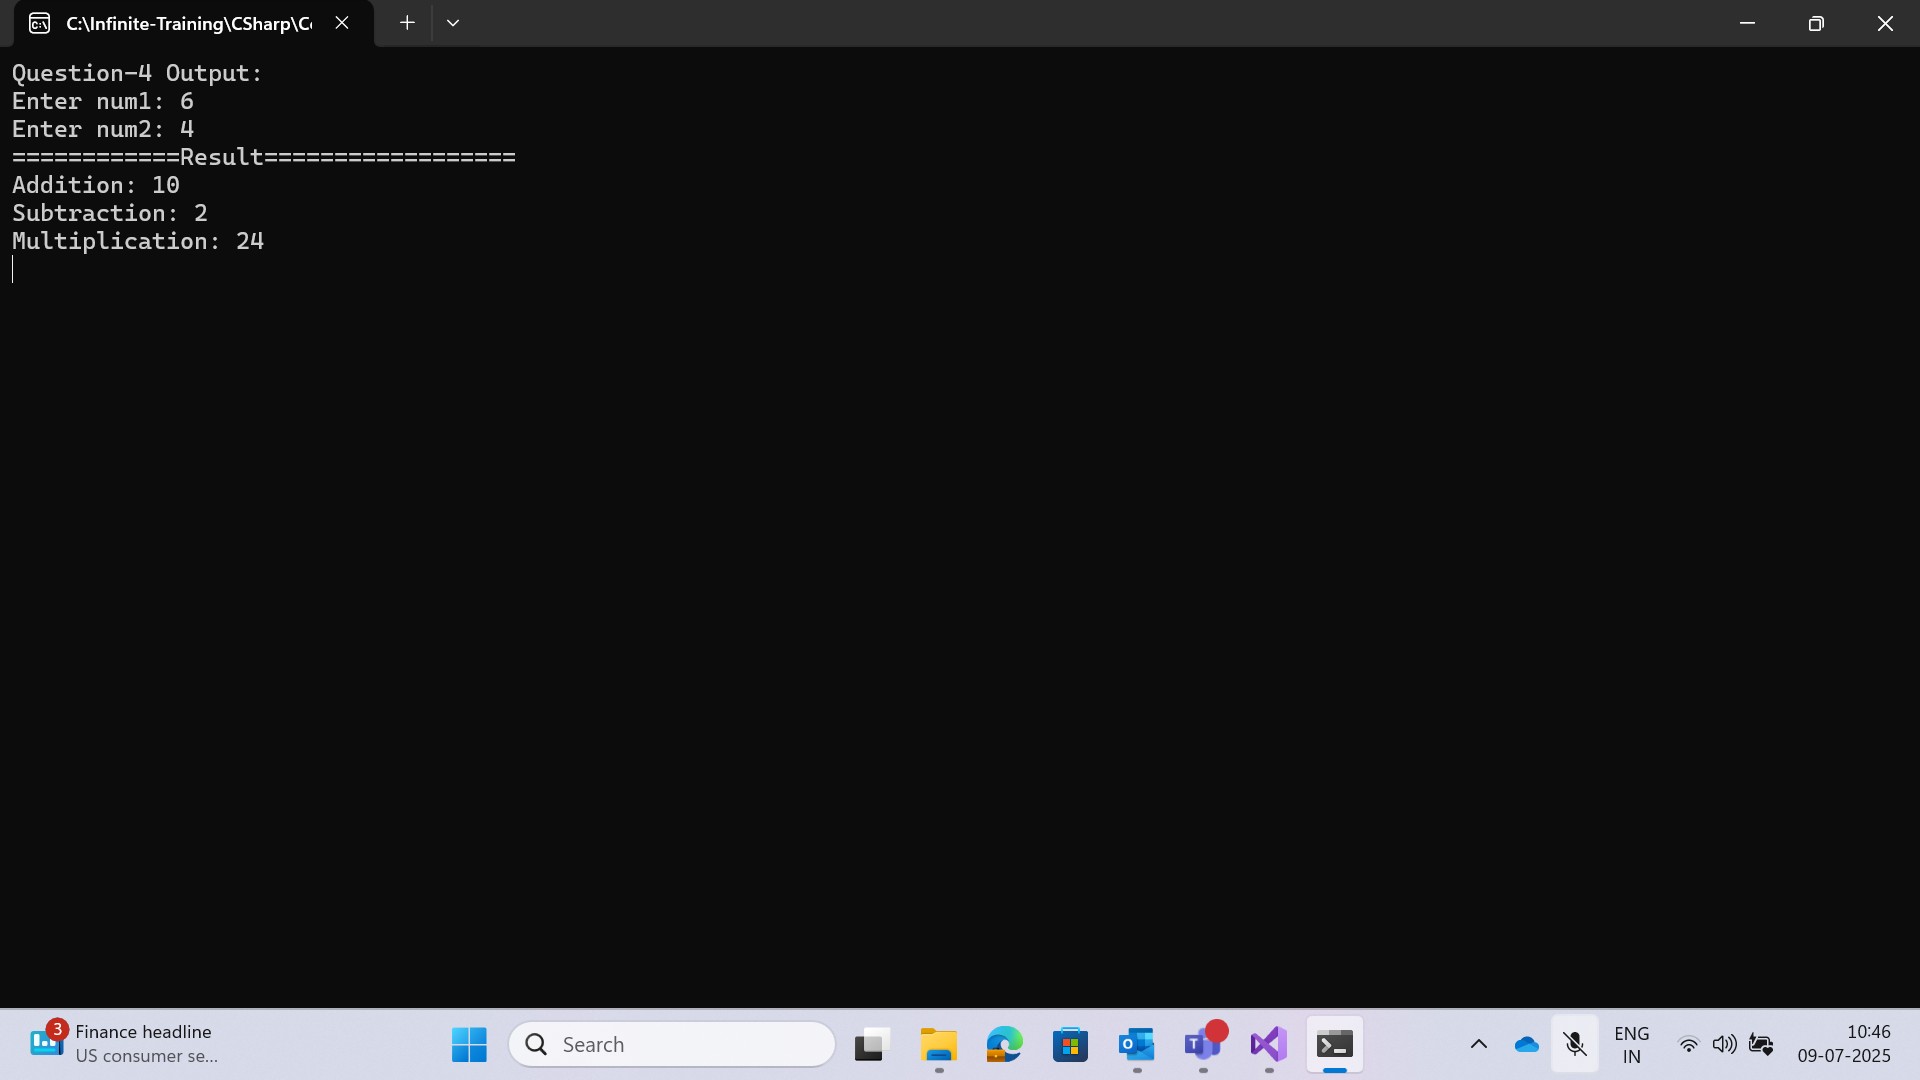 C:\Infinite-Training\CSharp\C
Question-4 Output:
Enter num1: 6
Enter num2: 4
============Result==================
Addition: 10
Subtraction: 2
Multiplication: 24
3
Finance headline
US consumer se...
Search
ENG
IN
10:46
09-07-2025